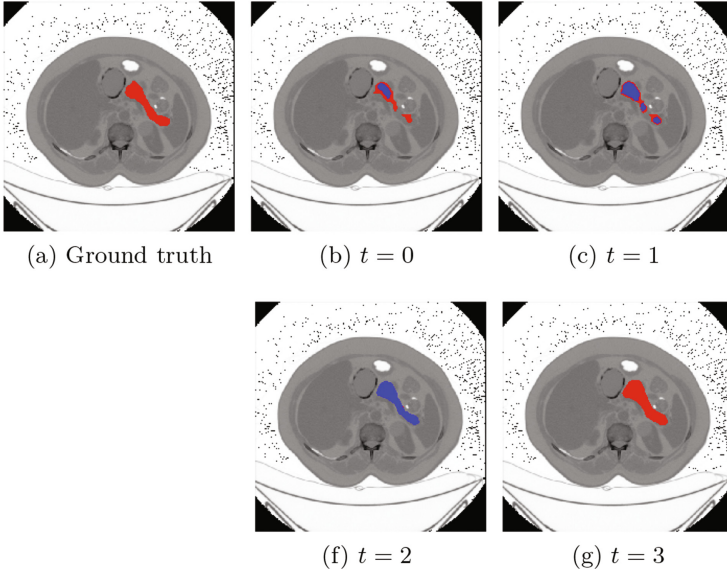 (a) Ground truth
(b) t = 0
(c) t = 1
(f) t = 2
(g) t = 3